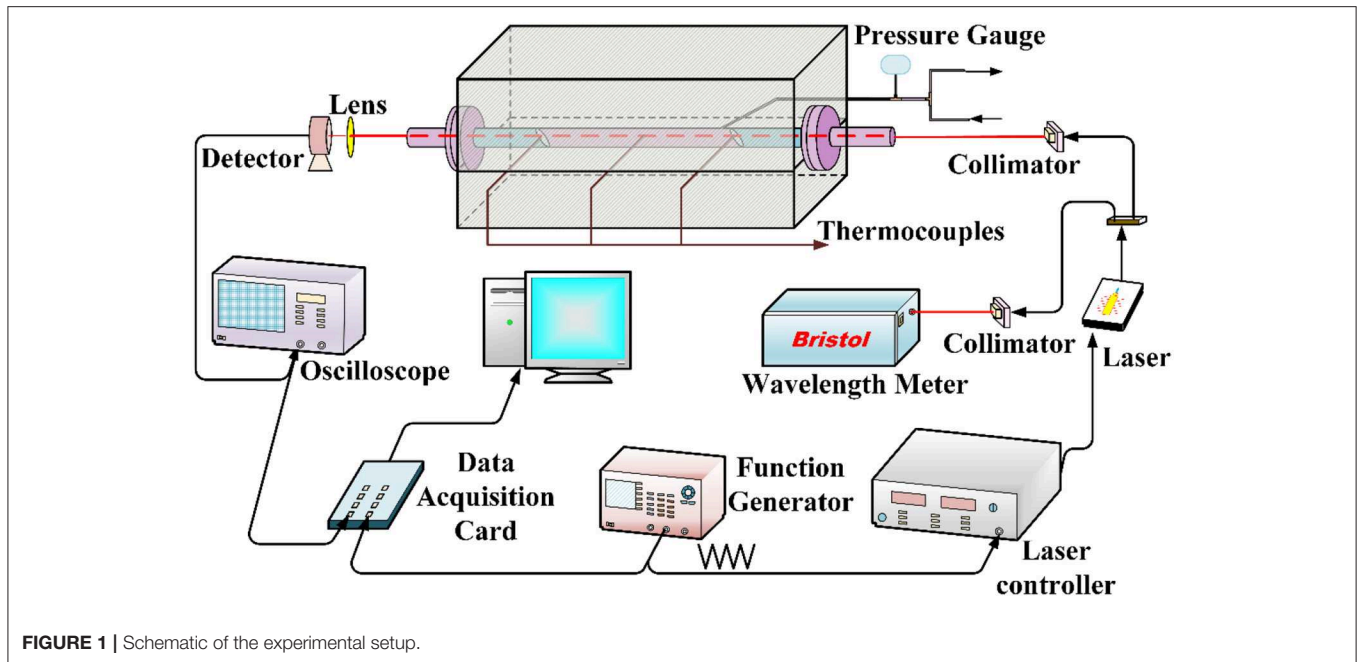 Pressure Gauge
Lens
Detector
Collimator
Thermocouples
Bristol
Collimator
Laser
Wavelength Meter
Oscilloscope
Data
Acquisition
Card
Function
Generator
Laser
controller
FIGURE 1 | Schematic of the experimental setup.